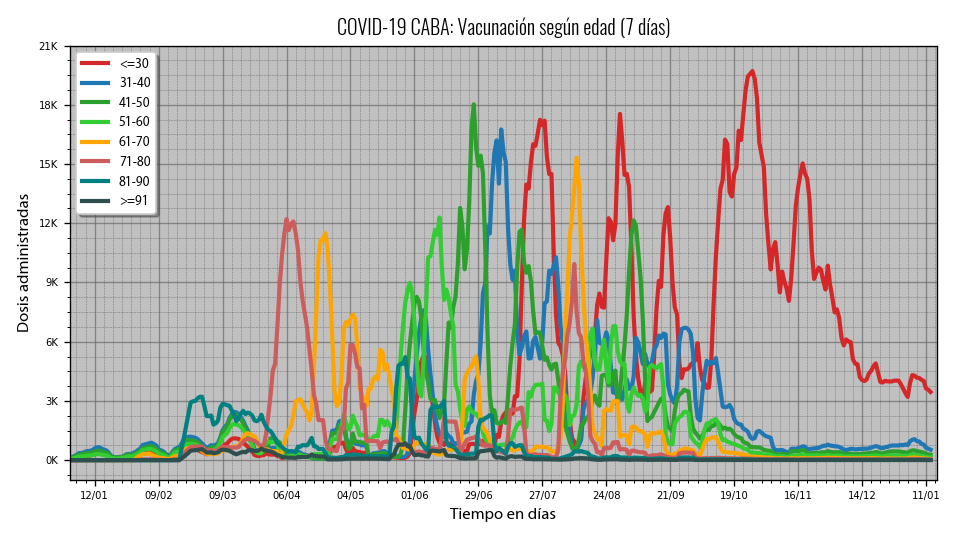 COVID-19 CABA: Vacunación según edad (7 días)
21K
18K
15K
12K
9K
6K
3K
0K
Dosis administradas
<=30
31-40
41-50
51-60
61-70
71-80
81-90
>=91
12/01 09/02 09/03 06/04 04/05 01/06 29/06 27/07 24/08 21/09 19/10 16/11 14/12 11/01
Tiempo en días